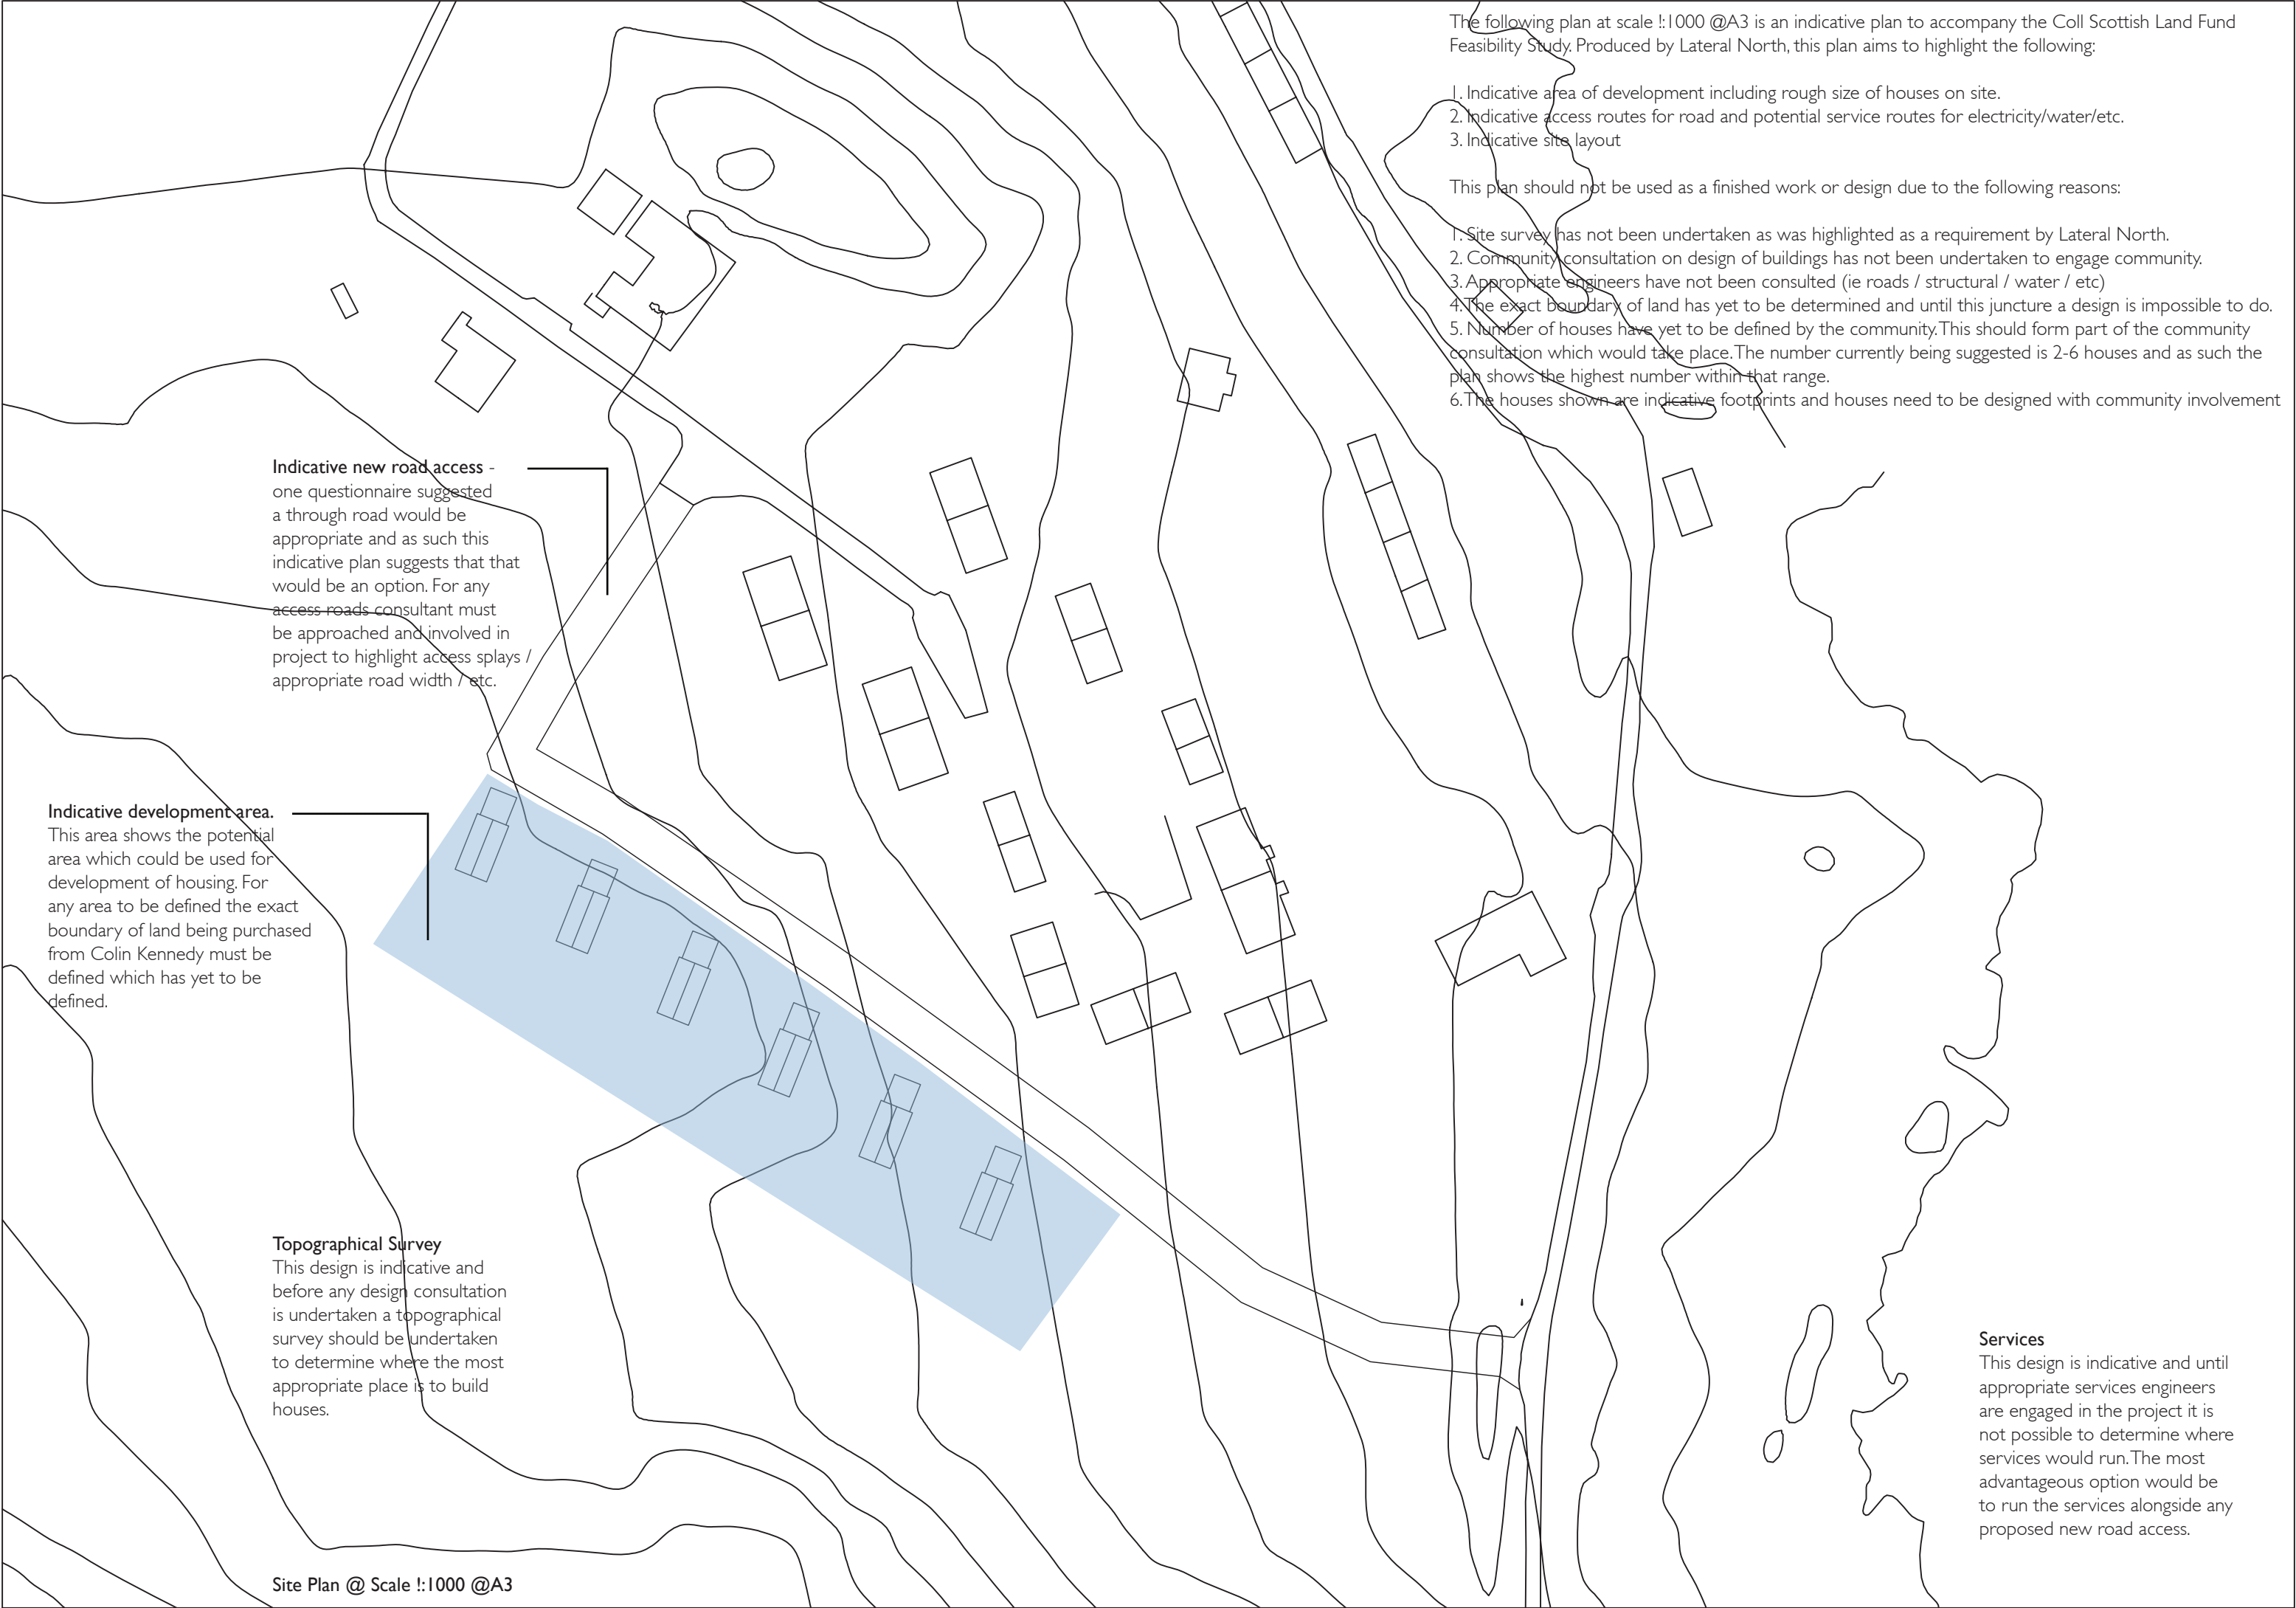 The following plan at scale !:1000 @A3 is an indicative plan to accompany the Coll Scottish Land Fund
Feasibility Study. Produced by Lateral North, this plan aims to highlight the following:
1. Indicative area of development including rough size of houses on site.
2. Indicative access routes for road and potential service routes for electricity/water/etc.
3. Indicative site layout
This plan should not be used as a finished work or design due to the following reasons:
1. Site survey has not been undertaken as was highlighted as a requirement by Lateral North.
2. Community consultation on design of buildings has not been undertaken to engage community.
3. Appropriate engineers have not been consulted (ie roads / structural / water / etc)
4. The exact boundary of land has yet to be determined and until this juncture a design is impossible to do.
5. Number of houses have yet to be defined by the community. This should form part of the community
consultation which would take place. The number currently being suggested is 2-6 houses and as such the
plan shows the highest number within that range.
6. The houses shown are indicative footprints and houses need to be designed with community involvement
Indicative new road access -
one questionnaire suggested
a through road would be
appropriate and as such this
indicative plan suggests that that
would be an option. For any
access roads consultant must
be approached and involved in
project to highlight access splays /
appropriate road width / etc.
Indicative development area.
This area shows the potential
area which could be used for
development of housing. For
any area to be defined the exact
boundary of land being purchased
from Colin Kennedy must be
defined which has yet to be
defined.
Topographical Survey
This design is indicative and
before any design consultation
is undertaken a topographical
survey should be undertaken
to determine where the most
appropriate place is to build
houses.
Services
This design is indicative and until
appropriate services engineers
are engaged in the project it is
not possible to determine where
services would run. The most
advantageous option would be
to run the services alongside any
proposed new road access.
Site Plan @ Scale !:1000 @A3